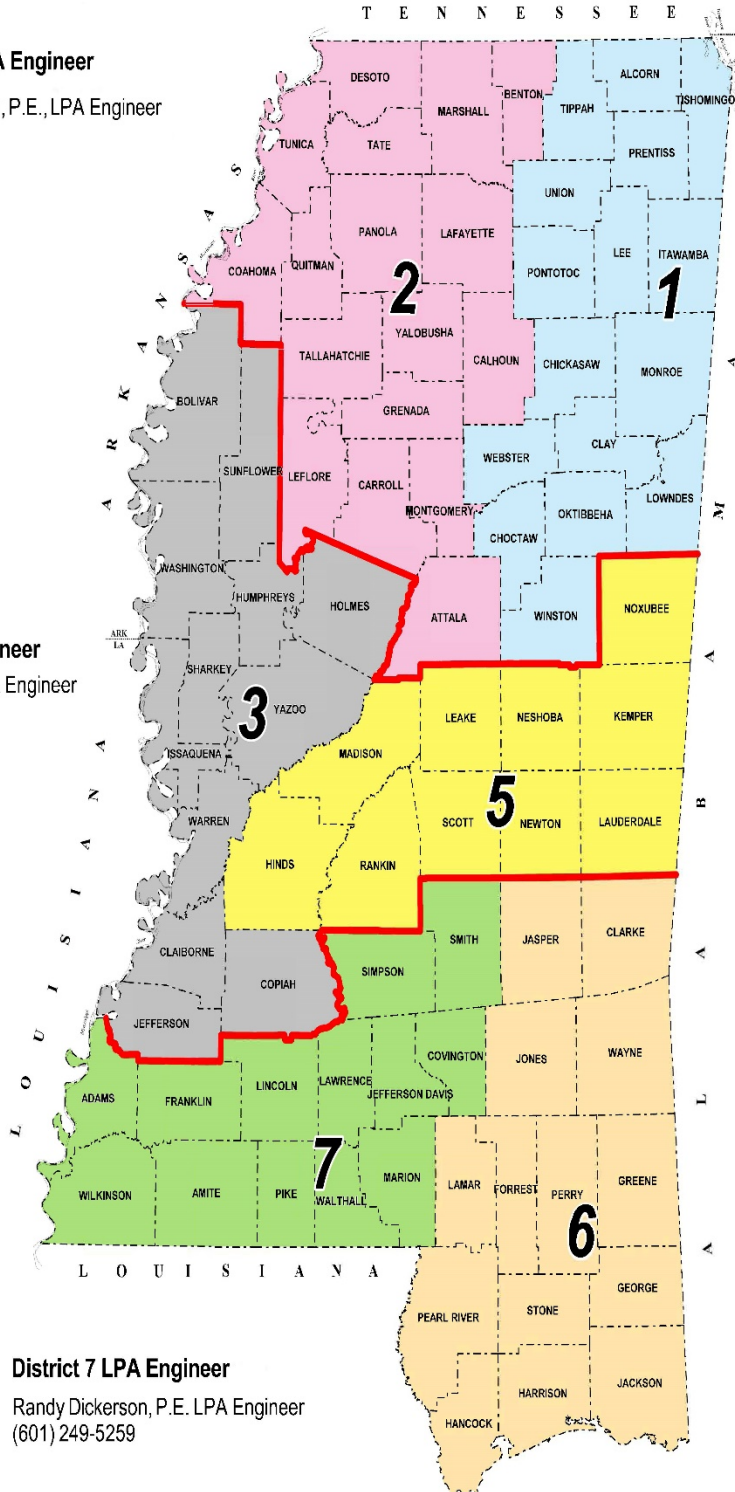 T E N N E S S E E
A Engineer
, P.E., LPA Engineer
DESOTO
BENTON
ALCORN
TIPPAH
TISHOMINGO
MARSHALL
TUNICA
TATE
PRENTISS
UNION
PANOLA
LAFAYETTE
LEE
ITAWAMBA
COAHOMA
QUITMAN
PONTOTOC
2
1
YALOBUSHA
TALLAHATCHIE
CALHOUN
CHICKASAW
MONROE
BOLIVAR
GRENADA
A R K A N S A S
SUNFLOWER
LEFLORE
CARROLL
WEBSTER
CLAY
MONTGOMERY
LOWNDES
OKTIBBEHA
CHOCTAW
WASHINGTON
HUMPHREYS
HOLMES
ATTALA
WINSTON
NOXUBEE
ARK
LA
neer
Engineer
SHARKEY
YAZOO
3
LEAKE
NESHOBA
KEMPER
ISSAQUENA
MADISON
WARREN
SCOTT
5
NEWTON
LAUDERDALE
HINDS
RANKIN
A L A B A M A
L O U I S I A N A
CLAIBORNE
COPIAH
SIMPSON
SMITH
JASPER
CLARKE
JEFFERSON
ADAMS
FRANKLIN
LINCOLN
LAWRENCE
JEFFERSON DAVIS
COVINGTON
JONES
WAYNE
7
WILKINSON
AMITE
PIKE
WALTHALL
MARION
LAMAR
FORREST
PERRY
GREENE
6
L O U I S I A N A
GEORGE
PEARL RIVER
STONE
District 7 LPA Engineer
Randy Dickerson, P.E. LPA Engineer
(601) 249-5259
HARRISON
JACKSON
HANCOCK